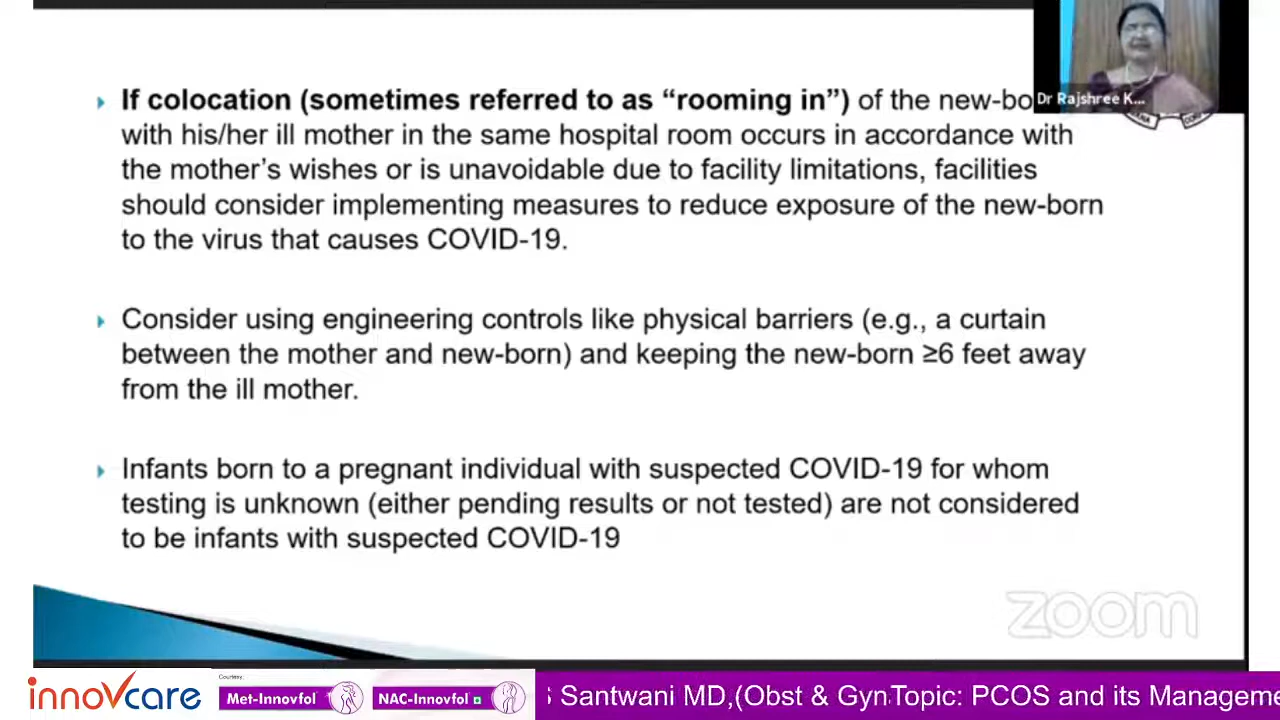 If colocation (sometimes referred to as “rooming in”) of the new-bo
Dr Rajshree K...
with his/her ill mother in the same hospital room occurs in accordance with
the mother’s wishes or is unavoidable due to facility limitations, facilities
should consider implementing measures to reduce exposure of the new-born
to the virus that causes COVID-19.
Consider using engineering controls like physical barriers (e.g., a curtain
between the mother and new-born) and keeping the new-born ≥6 feet away
from the ill mother.
Infants born to a pregnant individual with suspected COVID-19 for whom
testing is unknown (either pending results or not tested) are not considered
to be infants with suspected COVID-19
zoom
innovcare
Courtesy:
Met-Innovfol
NAC-Innovfol
S Santwani MD,(Obst & Gyn
Topic: PCOS and its Manageme